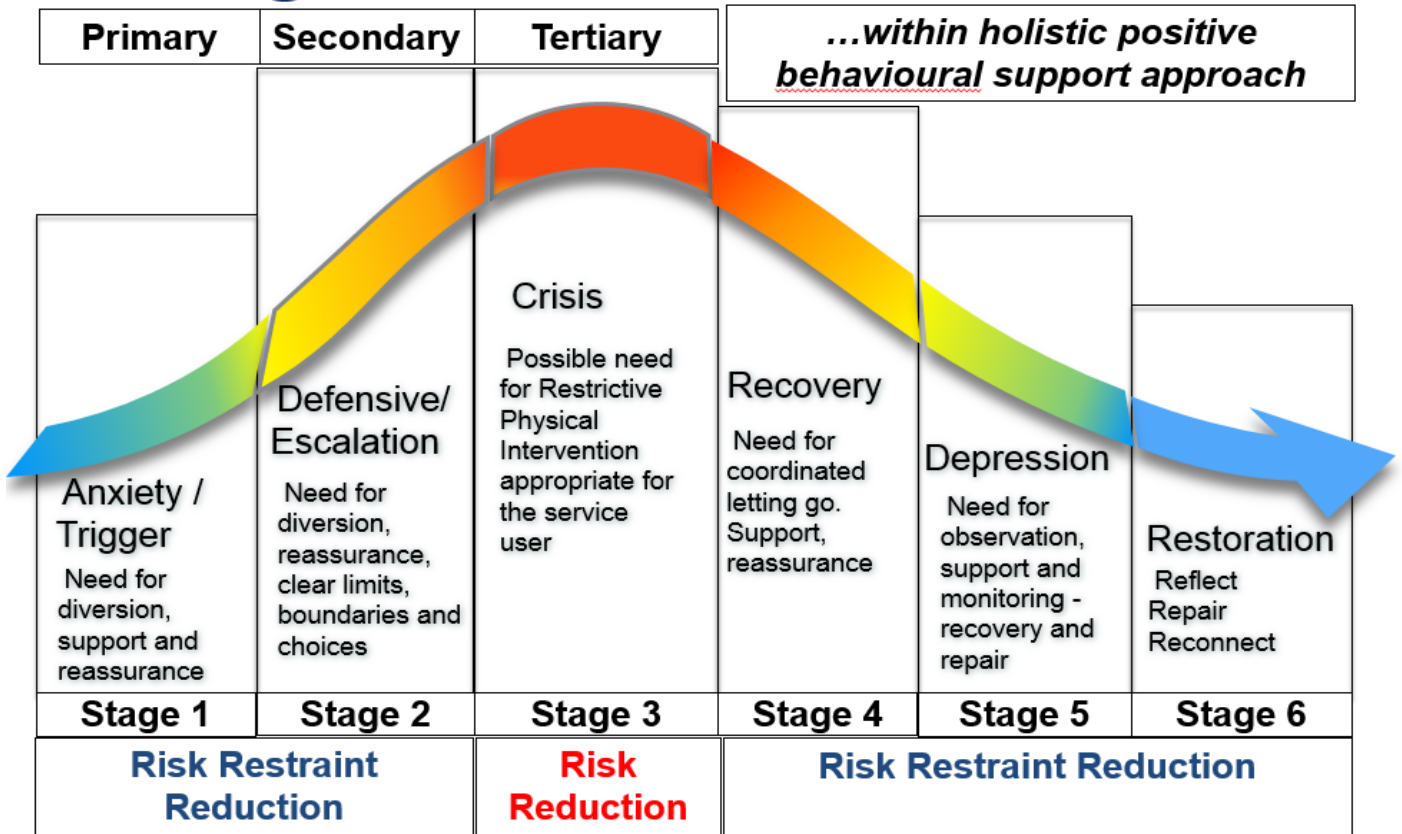 Primary
Secondary
Tertiary
...within holistic positive
behavioural support approach
Anxiety /
Trigger
Need for
diversion,
support and
reassurance
Defensive/
Escalation
Need for
diversion,
reassurance,
clear limits,
boundaries and
choices
Crisis
Possible need
for Restrictive
Physical
Intervention
appropriate for
the service
user
Recovery
Need for
coordinated
letting go.
Support,
reassurance
Depression
Need for
observation,
support and
monitoring -
recovery and
repair
Restoration
Reflect
Repair
Reconnect
Stage 1
Stage 2
Stage 3
Stage 4
Stage 5
Stage 6
Risk Restraint
Reduction
Risk
Reduction
Risk Restraint Reduction